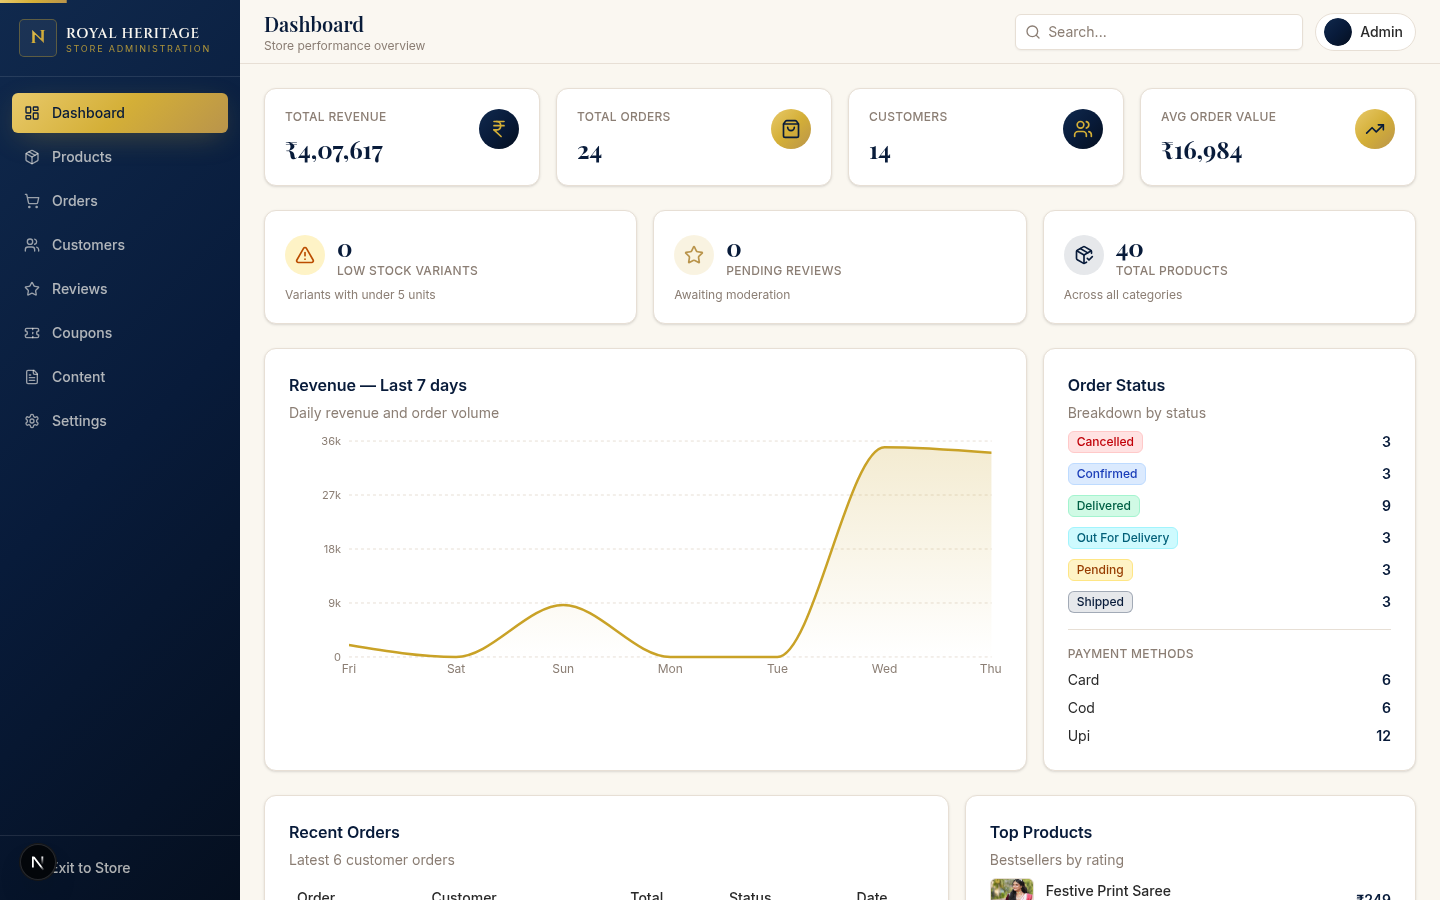 N
ROYAL HERITAGE
STORE ADMINISTRATION
Dashboard
Products
Orders
Customers
Reviews
Coupons
Content
Settings
N
Exit to Store
Dashboard
Store performance overview
Search...
Admin
TOTAL REVENUE
₹4,07,617
TOTAL ORDERS
24
CUSTOMERS
14
AVG ORDER VALUE
₹16,984
0
LOW STOCK VARIANTS
Variants with under 5 units
0
PENDING REVIEWS
Awaiting moderation
40
TOTAL PRODUCTS
Across all categories
Revenue — Last 7 days
Daily revenue and order volume
36k
27k
18k
9k
0
Fri Sat Sun Mon Tue Wed Thu
Order Status
Breakdown by status
Cancelled 3
Confirmed 3
Delivered 9
Out For Delivery 3
Pending 3
Shipped 3
PAYMENT METHODS
Card 6
Cod 6
Upi 12
Recent Orders
Latest 6 customer orders
Order Customer Total Status Date
Top Products
Bestsellers by rating
Festive Print Saree
₹249